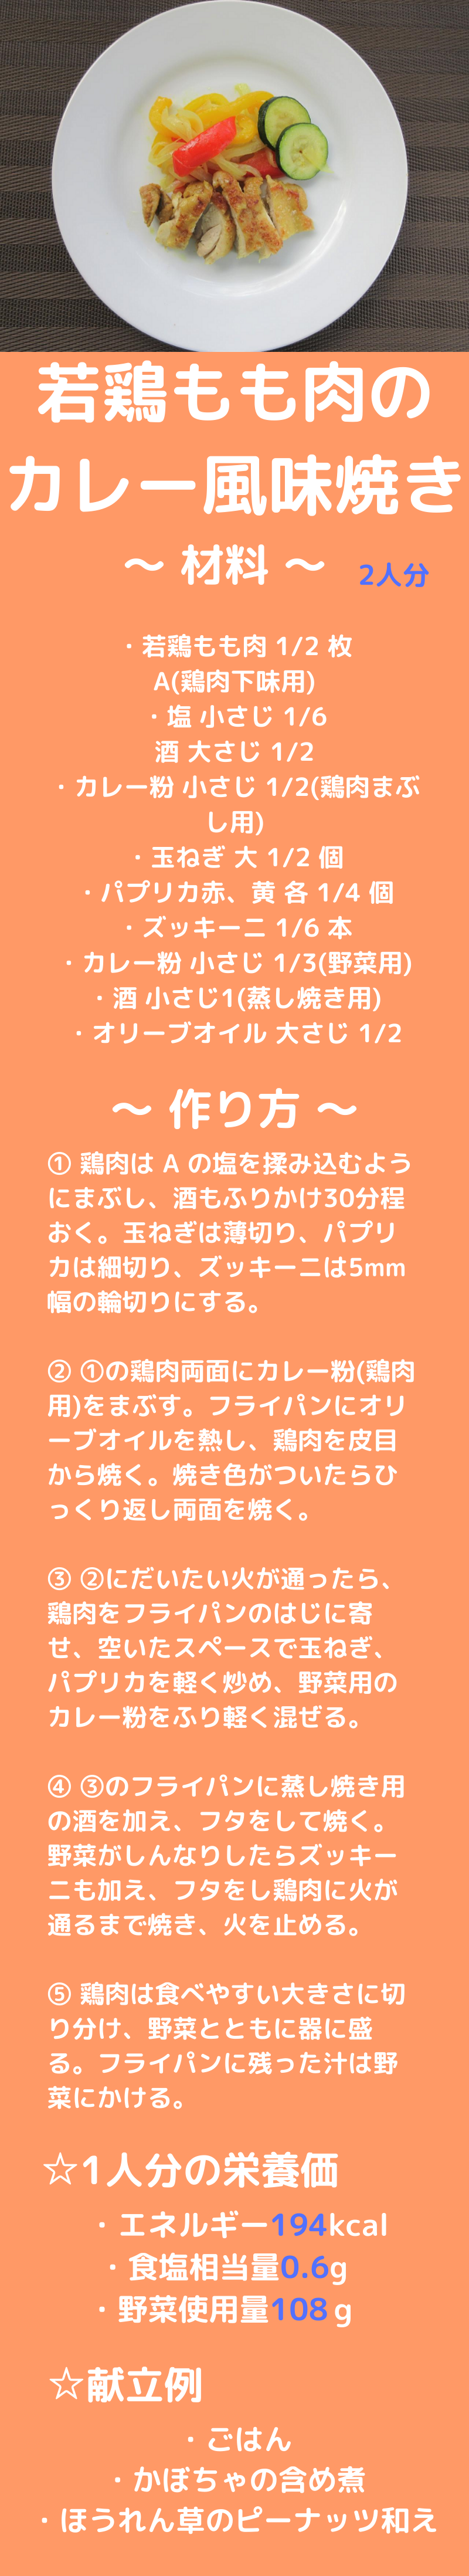 若鶏もも肉の
カレー風味焼き
～ 材料 ～ 2人分
・若鶏もも肉 1/2 枚
A(鶏肉下味用)
・塩 小さじ 1/6
酒 大さじ 1/2
・カレー粉 小さじ 1/2(鶏肉まぶ
し用)
・玉ねぎ 大 1/2 個
・パプリカ赤、黄 各 1/4 個
・ズッキーニ 1/6 本
・カレー粉 小さじ 1/3(野菜用)
・酒 小さじ1(蒸し焼き用)
・オリーブオイル 大さじ 1/2
～ 作り方 ～
① 鶏肉は A の塩を揉み込むよう
にまぶし、酒もふりかけ30分程
おく。玉ねぎは薄切り、パプリ
カは細切り、ズッキーニは5mm
幅の輪切りにする。
② ①の鶏肉両面にカレー粉(鶏肉
用)をまぶす。フライパンにオリ
ーブオイルを熱し、鶏肉を皮目
から焼く。焼き色がついたらひ
っくり返し両面を焼く。
③ ②にだいたい火が通ったら、
鶏肉をフライパンのはじに寄
せ、空いたスペースで玉ねぎ、
パプリカを軽く炒め、野菜用の
カレー粉をふり軽く混ぜる。
④ ③のフライパンに蒸し焼き用
の酒を加え、フタをして焼く。
野菜がしんなりしたらズッキー
ニも加え、フタをし鶏肉に火が
通るまで焼き、火を止める。
⑤ 鶏肉は食べやすい大きさに切
り分け、野菜とともに器に盛
る。フライパンに残った汁は野
菜にかける。
☆1人分の栄養価
・エネルギー194kcal
・食塩相当量0.6g
・野菜使用量108ｇ
☆献立例
・ごはん
・かぼちゃの含め煮
・ほうれん草のピーナッツ和え